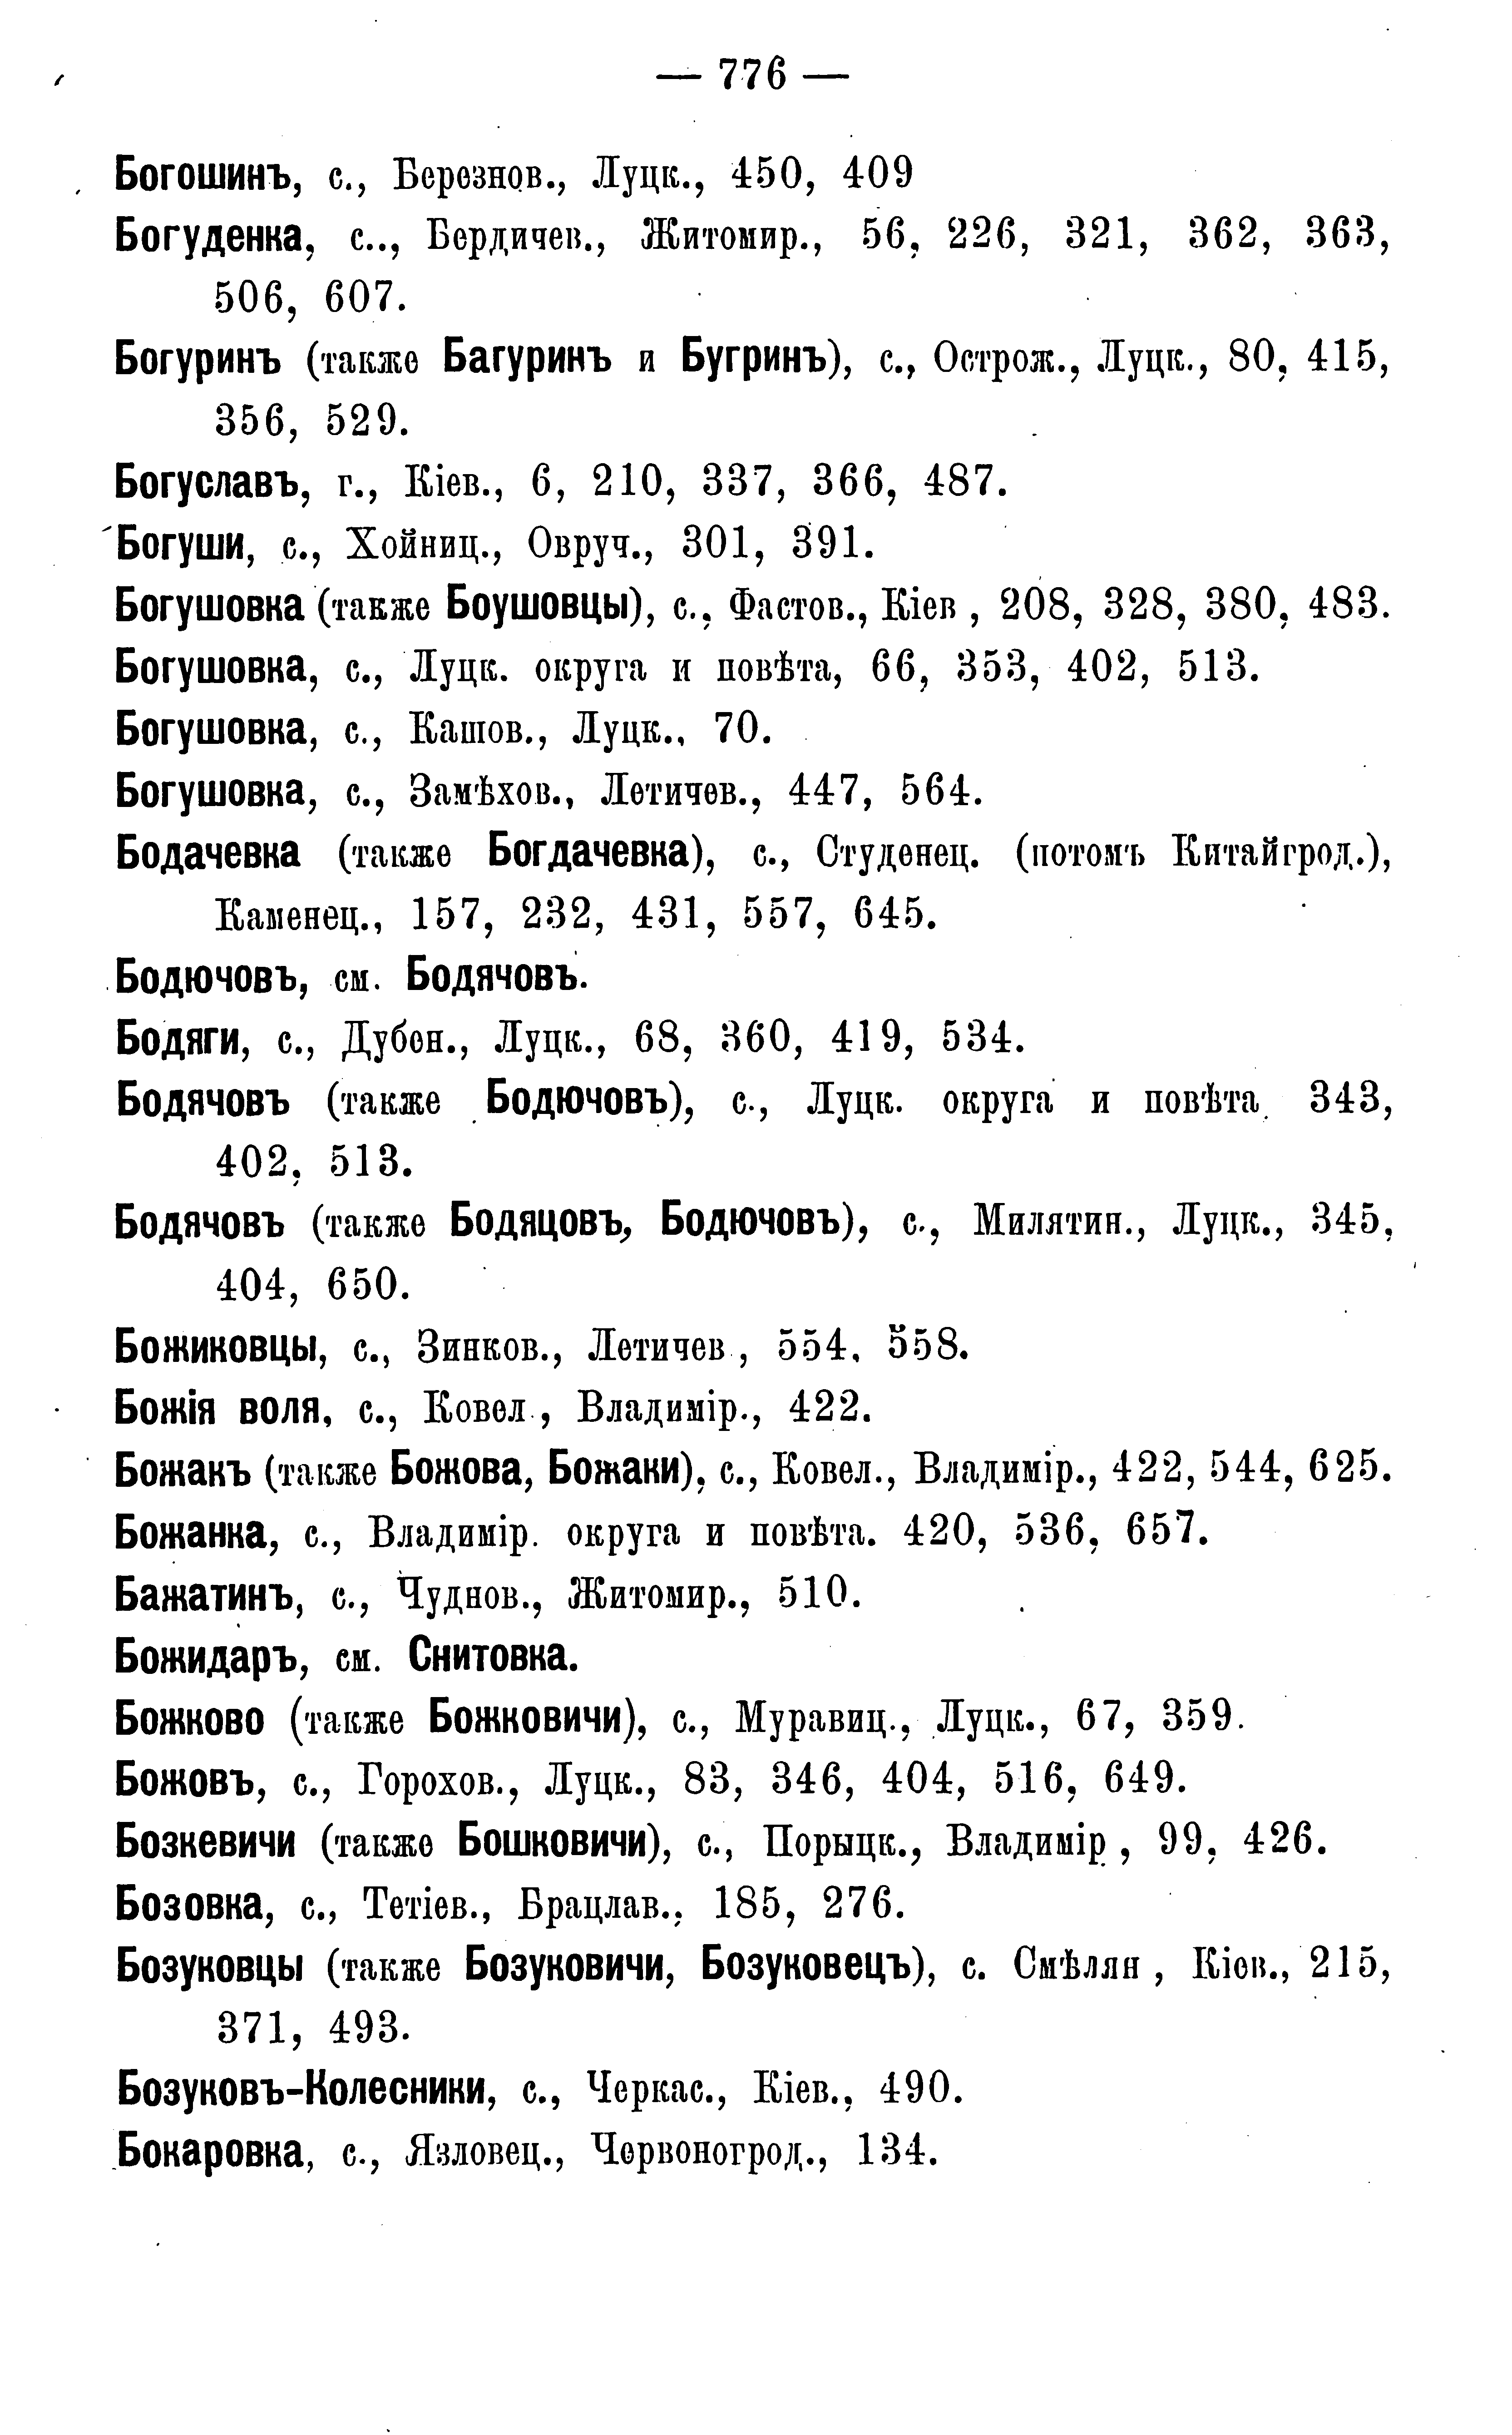 — 776 —
Богошинъ, с., Березнов., Луцк., 450, 409
Богуденка, с.., Бердичев., Житомир., 56, 226, 321, 362, 363,
506, 607.
Богуринъ (также Багуринъ и Бугринъ), с., Острож., Луцк., 80, 415,
356, 529.
Богуславъ, г., Кіев., 6, 210, 337, 366, 487.
Богуши, с., Хойниц., Овруч., 301, 391.
Богушовка (также Боушовцы), с., Фастов., Кіев , 208, 328, 380, 483.
Богушовка, с., Луцк. округа и повѣта, 66, 353, 402, 513.
Богушовка, с., Кашов., Луцк., 70.
Богушовка, с., Замѣхов., Летичев., 447, 564.
Бодачевка (также Богдачевка), с., Студенец. (потомъ Китайгрод.),
Каменец., 157, 232, 431, 557, 645.
Бодючовъ, см. Бодячовъ.
Бодяги, с., Дубен., Луцк., 68, 360, 419, 534.
Бодячовъ (также Бодючовъ), с., Луцк. округа и повѣта. 343,
402, 513.
Бодячовъ (также Бодяцовъ, Бодючовъ), с., Милятин., Луцк., 345,
404, 650.
Божиковцы, с., Зинков., Летичев , 554, 558.
Божія воля, с., Ковел , Владимір., 422.
Божакъ (также Божова, Божаки), с., Ковел., Владимір., 422, 544, 625.
Божанка, с., Владимір. округа и повѣта. 420, 536, 657.
Бажатинъ, с., Чуднов., Житомир., 510.
Божидаръ, см. Снитовка.
Божково (также Божковичи), с., Муравиц., Луцк., 67, 359.
Божовъ, с., Горохов., Луцк., 83, 346, 404, 516, 649.
Бозкевичи (также Бошковичи), с., Порыцк., Владимір , 99, 426.
Бозовка, с., Тетіев., Брацлав., 185, 276.
Бозуковцы (также Бозуковичи, Бозуковецъ), с. Смѣлян , Кіев., 215,
371, 493.
Бозуковъ-Колесники, с., Черкас., Кіев., 490.
Бокаровка, с., Язловец., Червоногрод., 134.